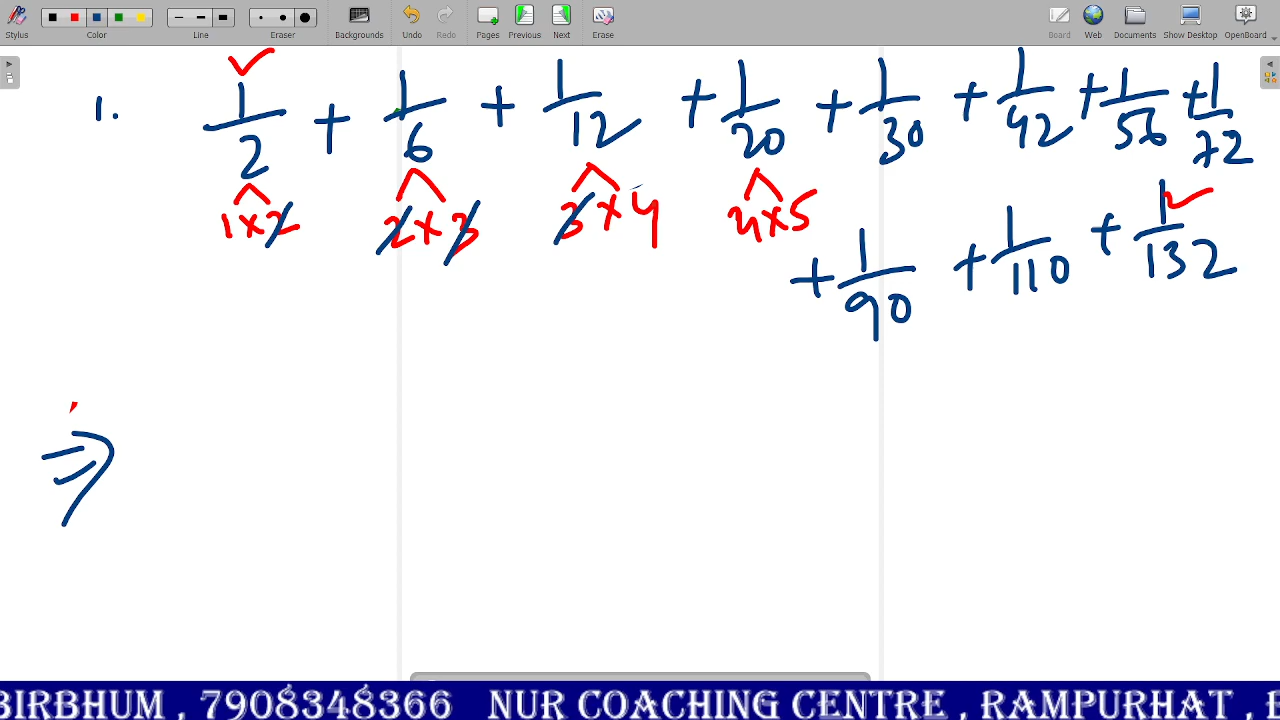 Stylus Color Line Eraser Backgrounds Undo Redo Pages Previous Next Erase Board Web Documents Show Desktop OpenBoard
1. 1/2 + 1/6 + 1/12 + 1/20 + 1/30 + 1/42 + 1/56 + 1/72
1×2 2×3 3×4 4×5
+ 1/90 + 1/110 + 1/132
⇒
BIRBHUM , 7908348366 NUR COACHING CENTRE , RAMPURHAT ,